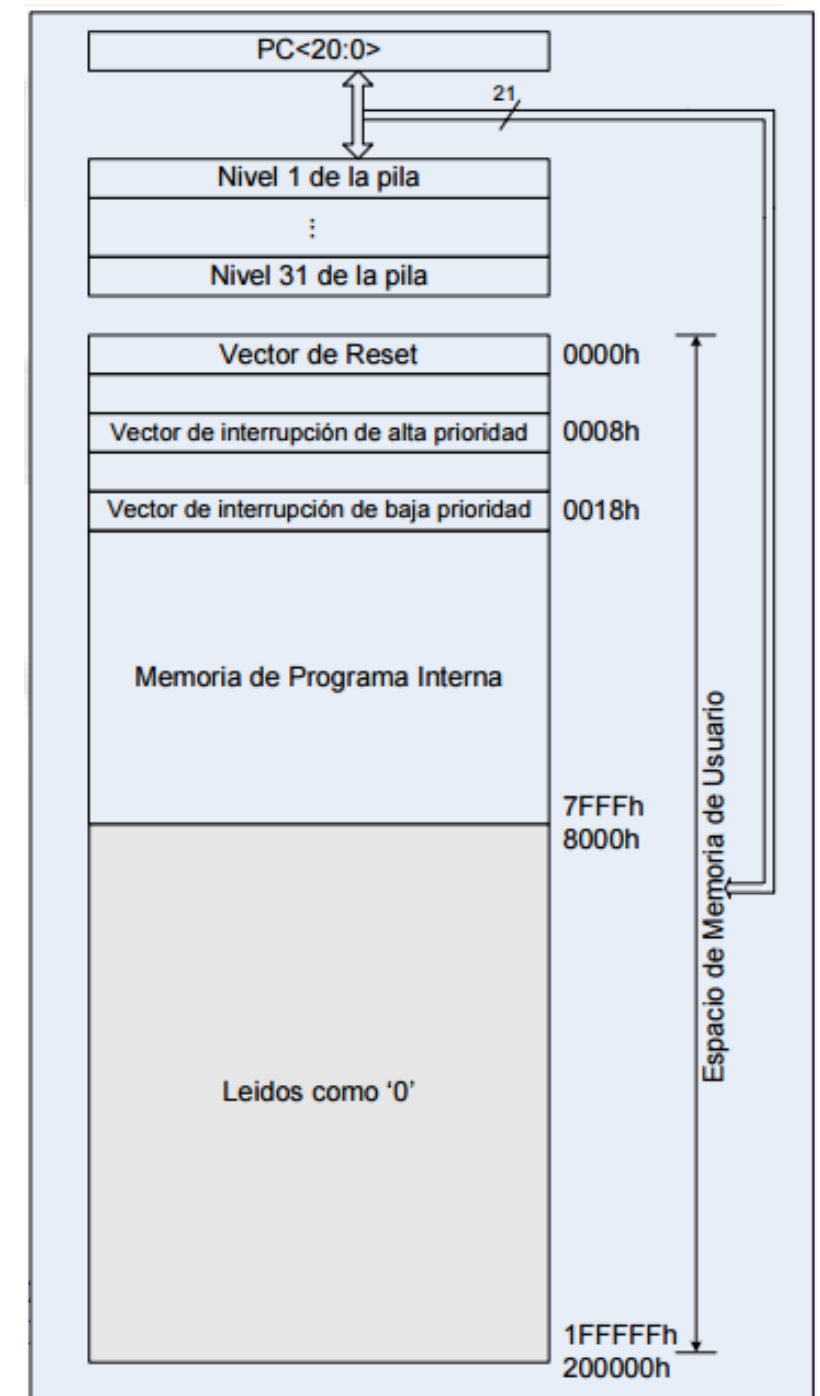 PC<20:0>
21
Nivel 1 de la pila
⋮
Nivel 31 de la pila
Vector de Reset
0000h
Vector de interrupción de alta prioridad
0008h
Vector de interrupción de baja prioridad
0018h
Memoria de Programa Interna
7FFFh
8000h
Espacio de Memoria de Usuario
Leidos como ‘0’
1FFFFFh
200000h